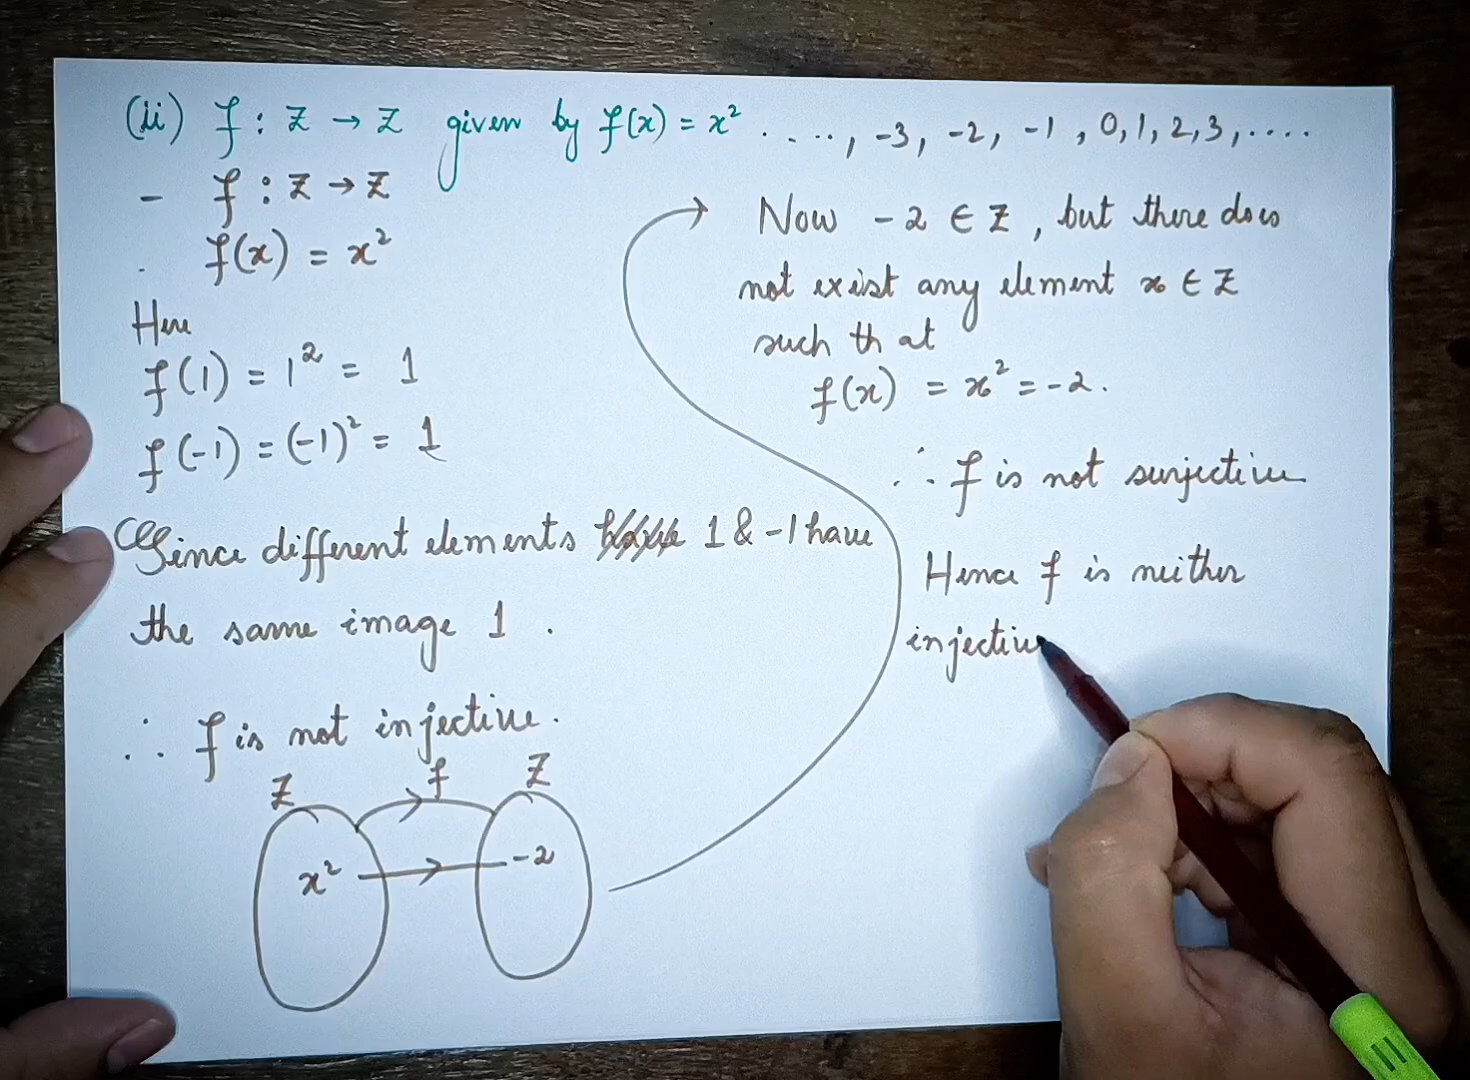 (ii) f : Z → Z given by f(x) = x² . . . ., -3, -2, -1, 0, 1, 2, 3, ....
- f : Z → Z
f(x) = x²
Here
f(1) = 1² = 1
f(-1) = (-1)² = 1
Since different elements 1 & -1 have
the same image 1 .
∴ f is not injective.
Z f Z
x² -2
Now -2 ∈ Z, but there does
not exist any element x ∈ Z
such that
f(x) = x² = -2.
∴ f is not surjective
Hence f is neither
injective